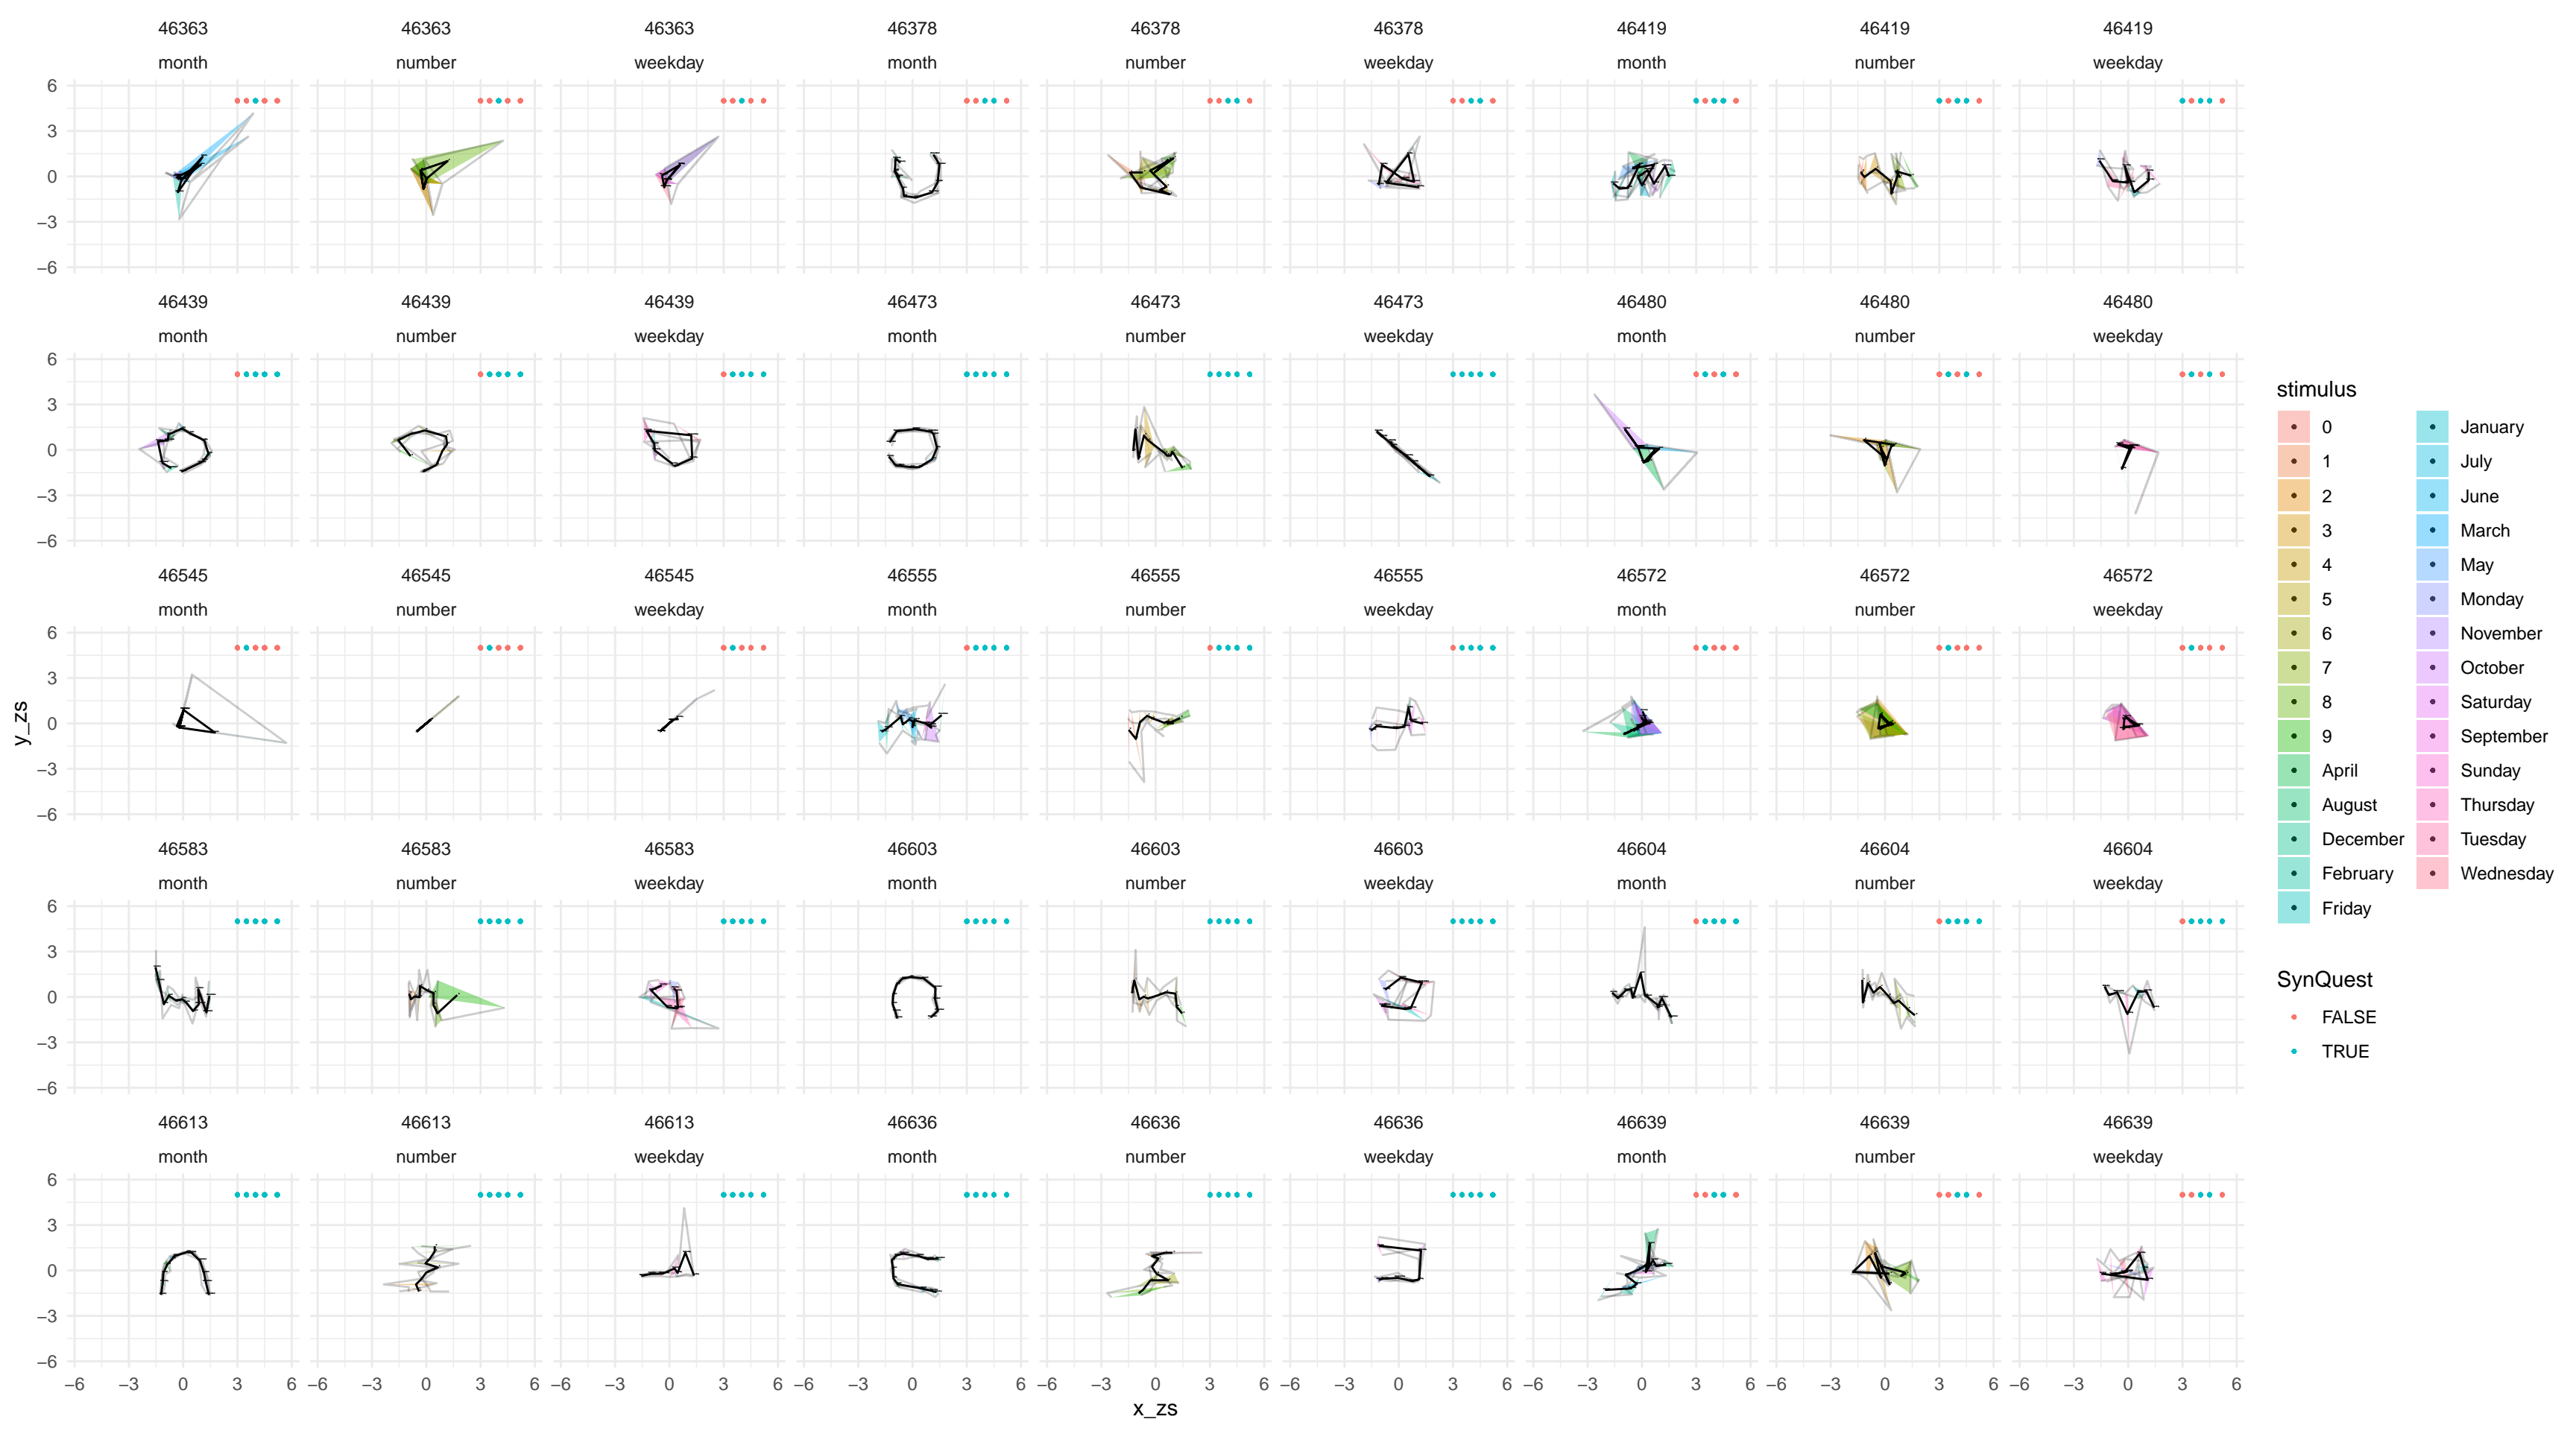 46363 46363 46363 46378 46378 46378 46419 46419 46419
month number weekday month number weekday month number weekday
6
3
0
−3
−6
46439 46439 46439 46473 46473 46473 46480 46480 46480
month number weekday month number weekday month number weekday
6
3
0
−3
−6
46545 46545 46545 46555 46555 46555 46572 46572 46572
month number weekday month number weekday month number weekday
6
3
0
−3
−6
46583 46583 46583 46603 46603 46603 46604 46604 46604
month number weekday month number weekday month number weekday
6
3
0
−3
−6
46613 46613 46613 46636 46636 46636 46639 46639 46639
month number weekday month number weekday month number weekday
6
3
0
−3
−6
−6 −3 0 3 6 −6 −3 0 3 6 −6 −3 0 3 6 −6 −3 0 3 6 −6 −3 0 3 6 −6 −3 0 3 6 −6 −3 0 3 6 −6 −3 0 3 6 −6 −3 0 3 6
x_zs
y_zs
stimulus
0
1
2
3
4
5
6
7
8
9
April
August
December
February
Friday
January
July
June
March
May
Monday
November
October
Saturday
September
Sunday
Thursday
Tuesday
Wednesday
SynQuest
FALSE
TRUE